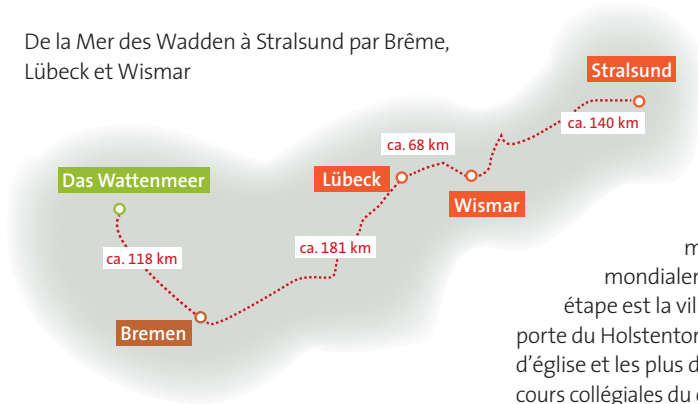 De la Mer des Wadden à Stralsund par Brême,
Lübeck et Wismar
Stralsund
ca. 140 km
ca. 68 km
Das Wattenmeer
Lübeck
Wismar
ca. 181 km
ca. 118 km
Bremen
étape est la
porte du Holstentor
d'église et les plus
cours collégiales du